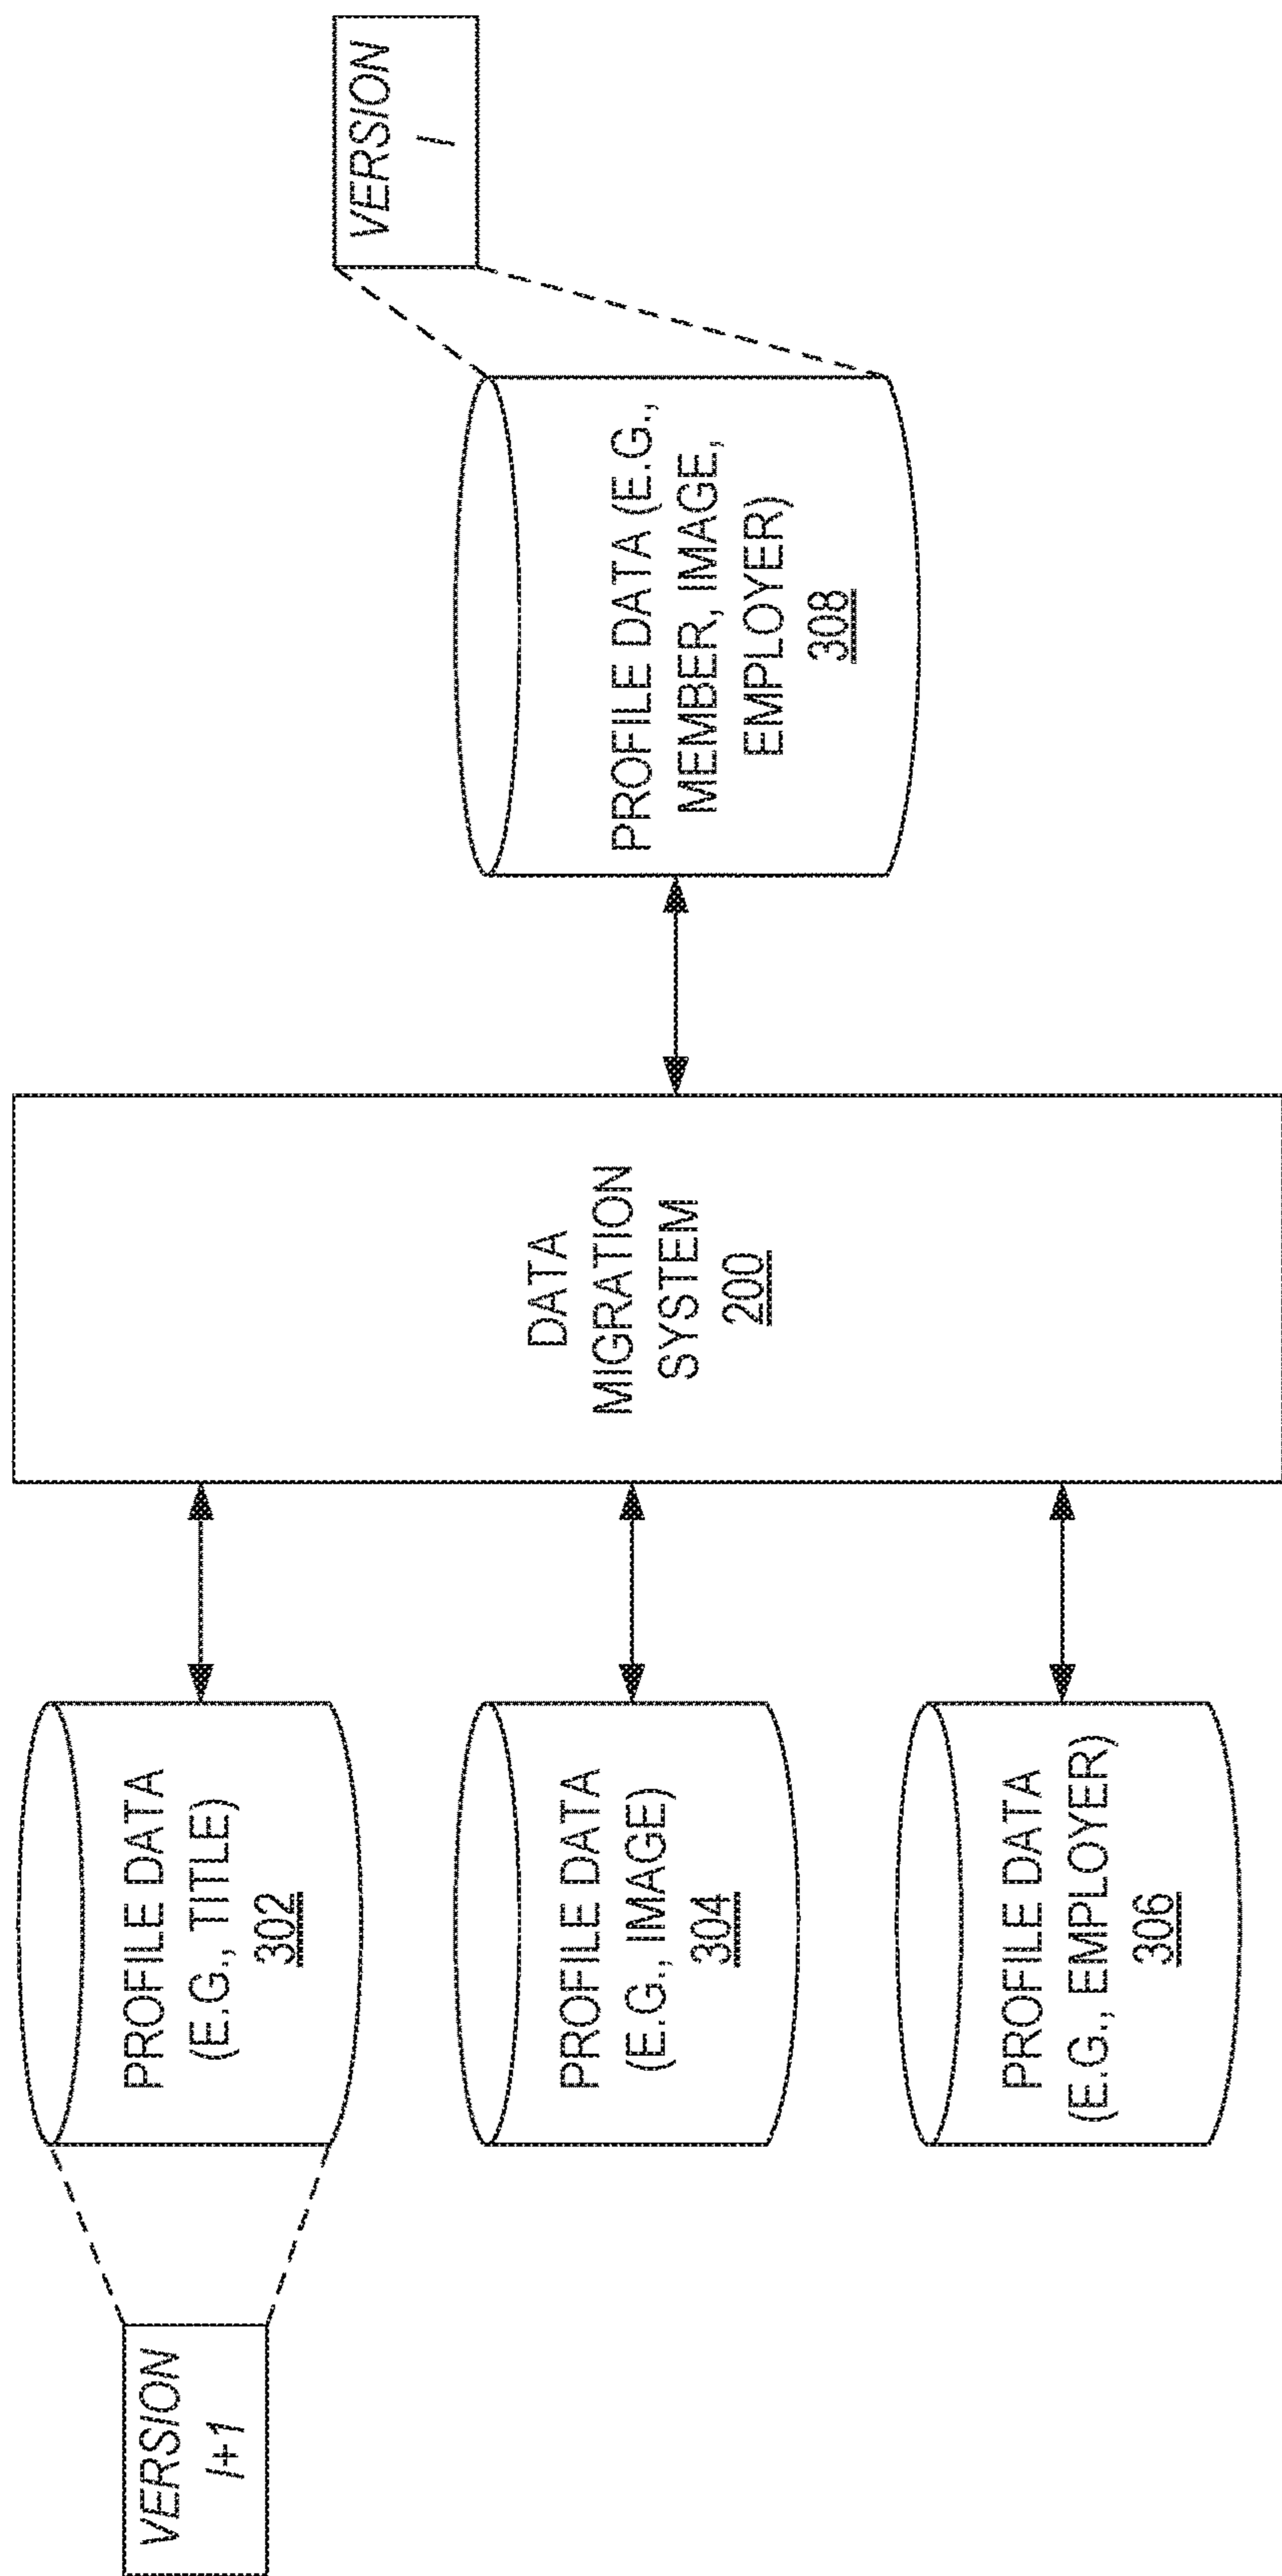 VERSION
I+1
PROFILE DATA
(E.G., TITLE)
302
PROFILE DATA
(E.G., IMAGE)
304
PROFILE DATA
(E.G., EMPLOYER)
306
DATA
MIGRATION
SYSTEM
200
PROFILE DATA (E.G.,
MEMBER, IMAGE,
EMPLOYER)
308
VERSION
I